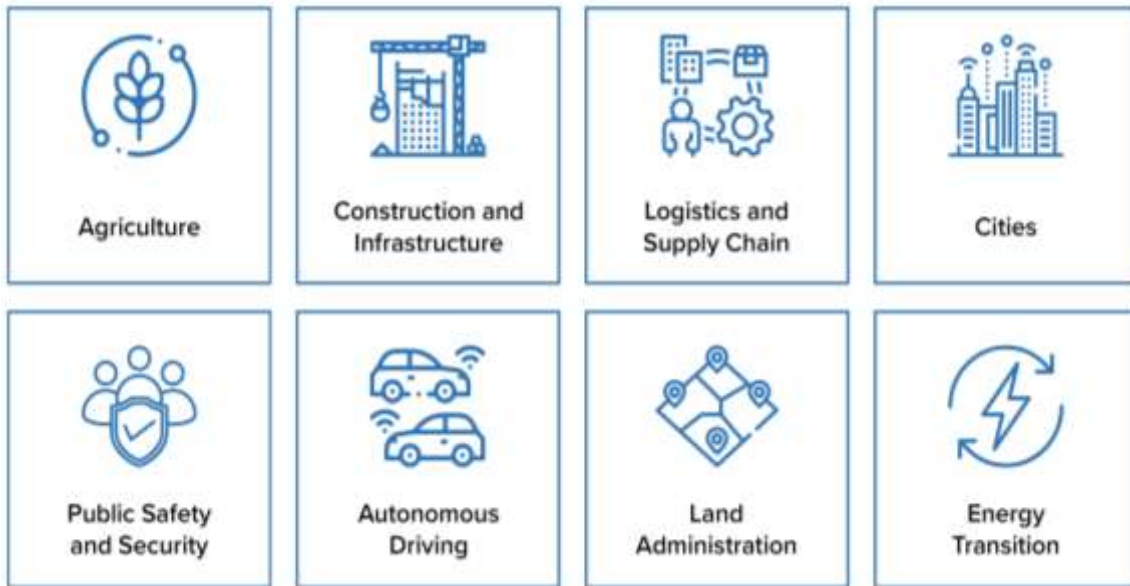 Agriculture
Construction and
Infrastructure
Logistics and
Supply Chain
Cities
Public Safety
and Security
Autonomous
Driving
Land
Administration
Energy
Transition